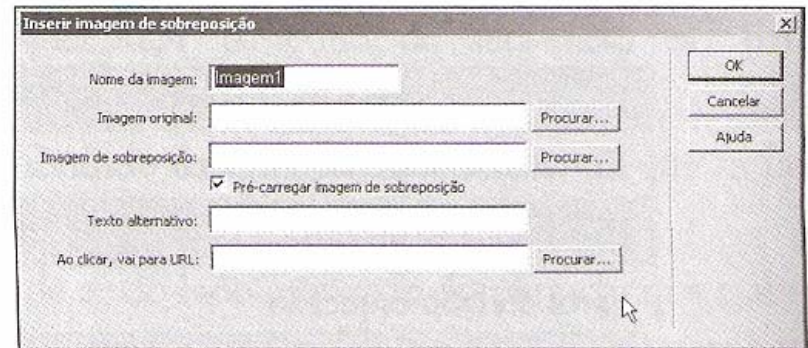 Inserir imagem de sobreposição
Nome da imagem: Imagem1
OK
Imagem original: Procurar...
Cancelar
Imagem de sobreposição: Procurar...
Ajuda
Pré-carregar imagem de sobreposição
Texto alternativo:
Ao clicar, vai para URL: Procurar...